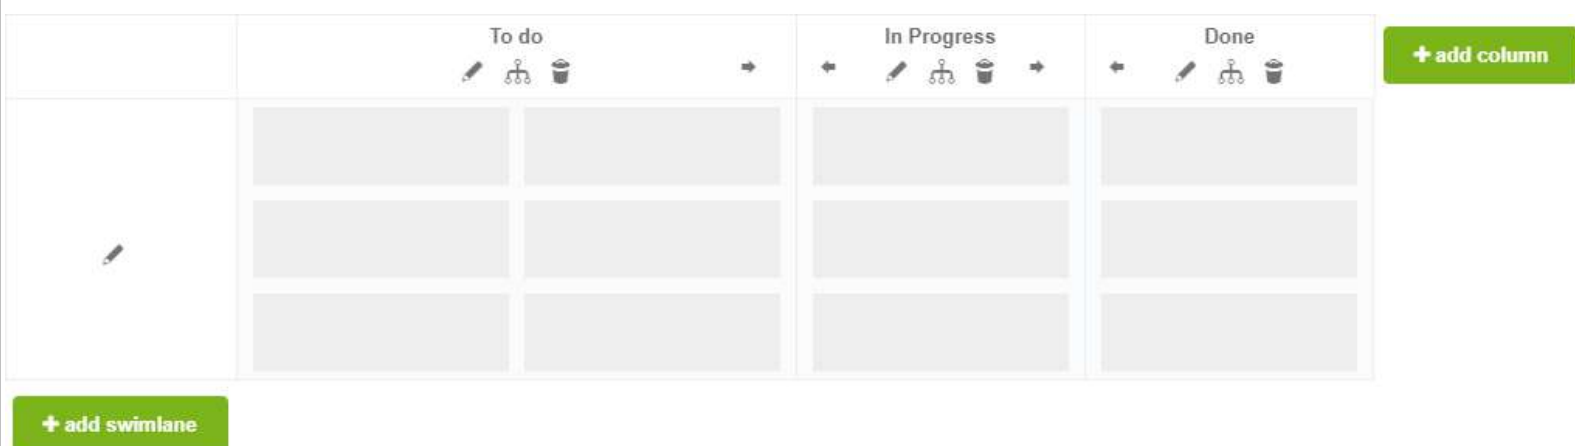 To do
In Progress
Done
add column
add swimlane